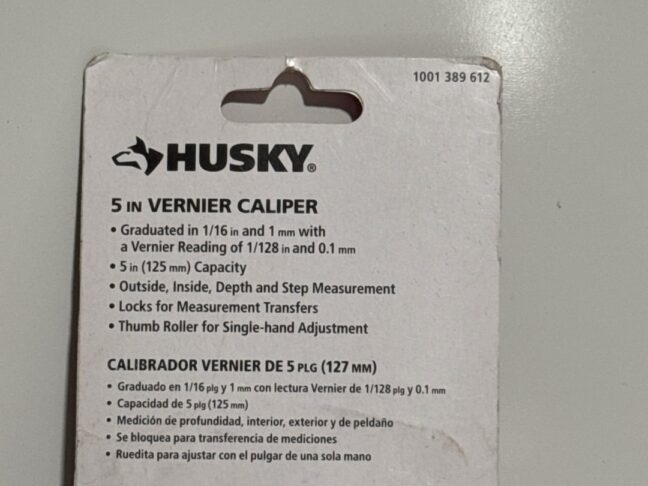 1001 389 612
HUSKY®
5 IN VERNIER CALIPER
• Graduated in 1/16 in and 1 mm with
a Vernier Reading of 1/128 in and 0.1 mm
• 5 in (125 mm) Capacity
• Outside, Inside, Depth and Step Measurement
• Locks for Measurement Transfers
• Thumb Roller for Single-hand Adjustment
CALIBRADOR VERNIER DE 5 PLG (127 MM)
• Graduado en 1/16 plg y 1 mm con lectura Vernier de 1/128 plg y 0.1 mm
• Capacidad de 5 plg (125 mm)
• Medición de profundidad, interior, exterior y de peldaño
• Se bloquea para transferencia de mediciones
• Ruedita para ajustar con el pulgar de una sola mano